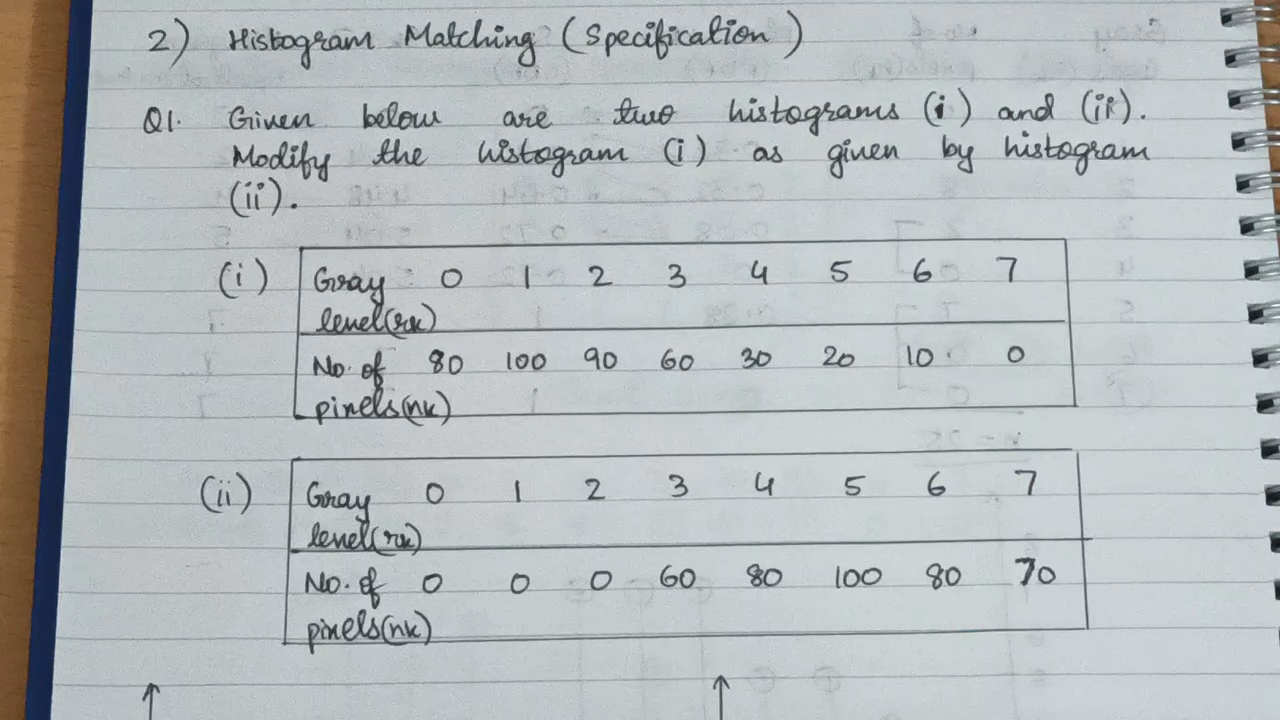 2) Histogram Matching (Specification)
Q1. Given below are two histograms (i) and (ii).
Modify the histogram (i) as given by histogram
(ii).
(i) Gray 0 1 2 3 4 5 6 7
level(rk)
No. of 80 100 90 60 30 20 10 0
pixels(nk)
(ii) Gray 0 1 2 3 4 5 6 7
level(rk)
No. of 0 0 0 60 80 100 80 70
pixels(nk)